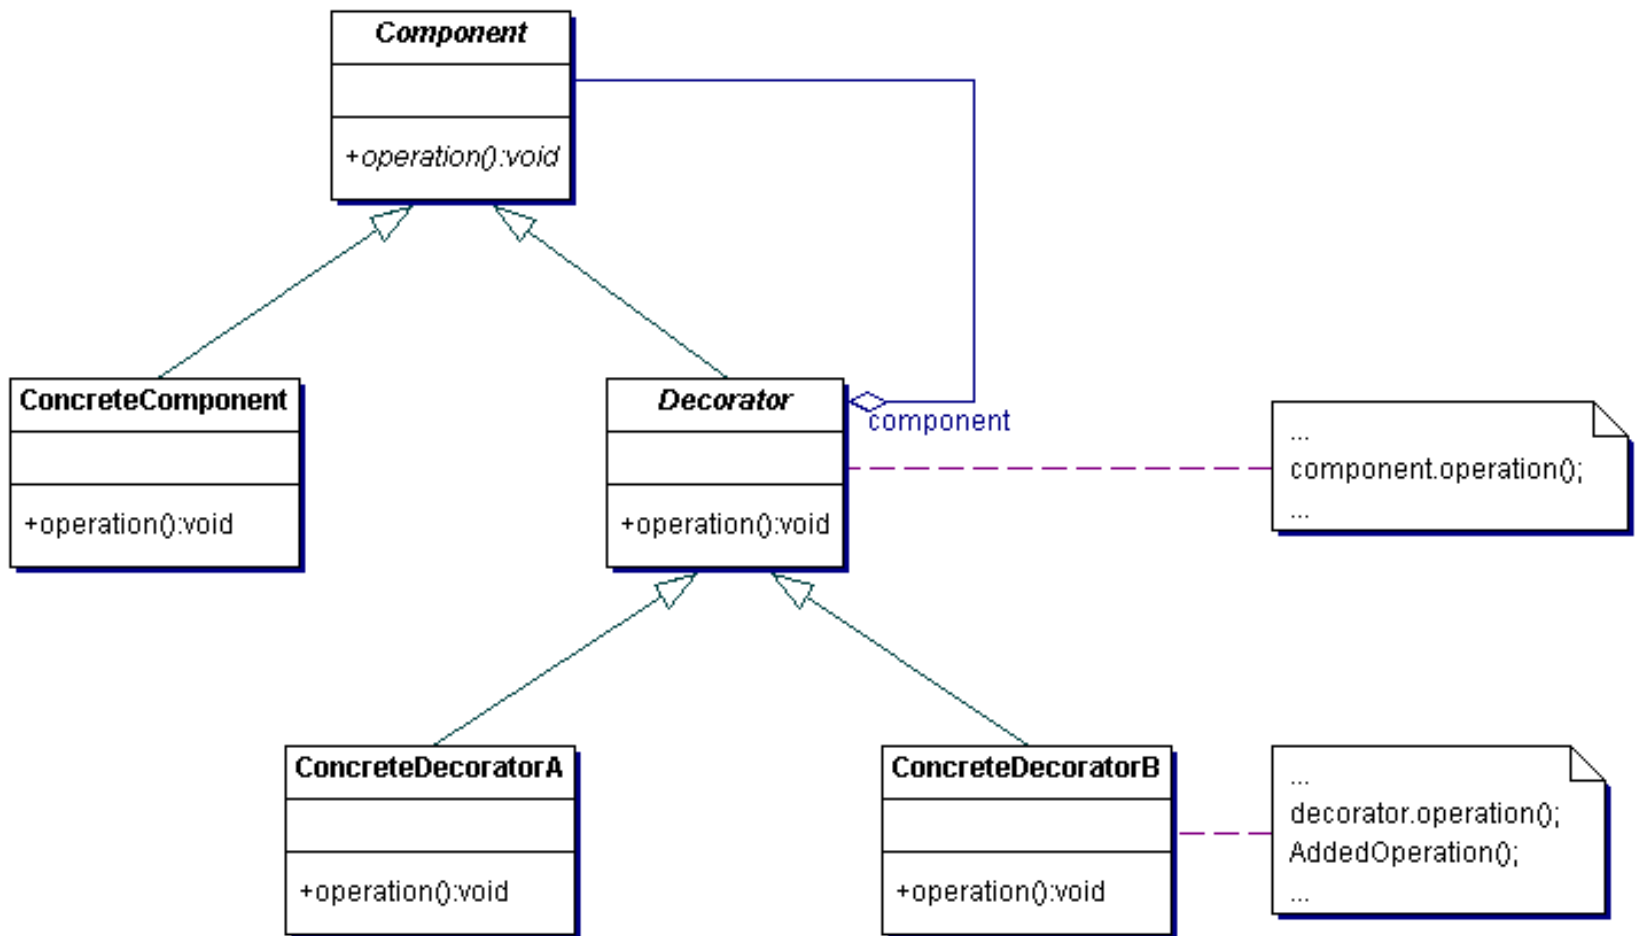 Component
+operation():void
ConcreteComponent
+operation():void
Decorator
+operation():void
component
...
component.operation();
...
ConcreteDecoratorA
+operation():void
ConcreteDecoratorB
+operation():void
...
decorator.operation();
AddedOperation();
...